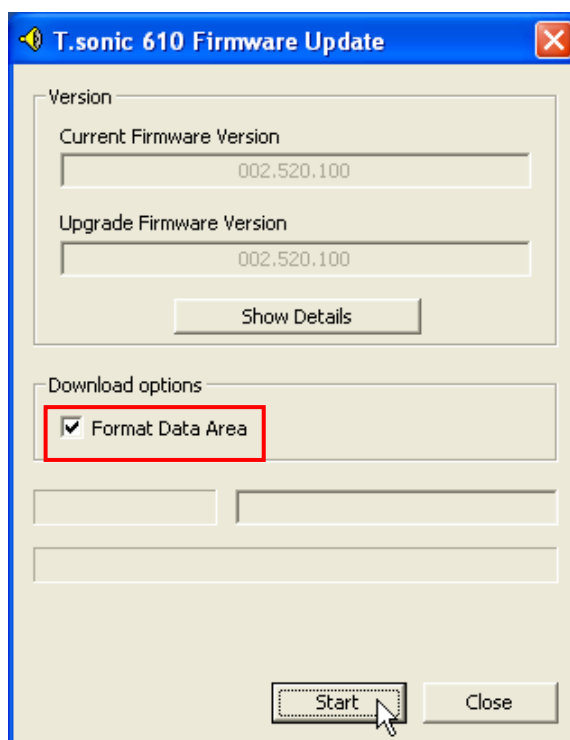 T.sonic 610 Firmware Update
Version
Current Firmware Version
002.520.100
Upgrade Firmware Version
002.520.100
Show Details
Download options
Format Data Area
Start
Close